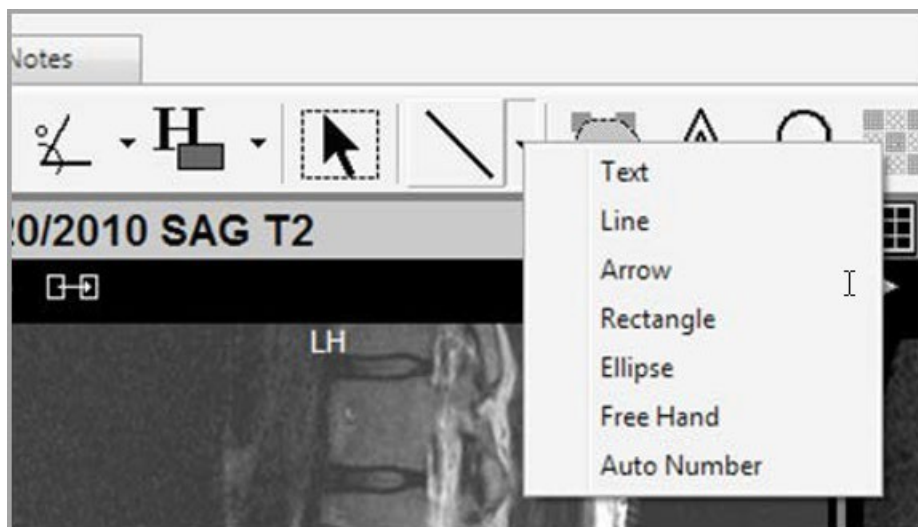 Notes
H
0/2010 SAG T2
LH
Text
Line
Arrow
Rectangle
Ellipse
Free Hand
Auto Number